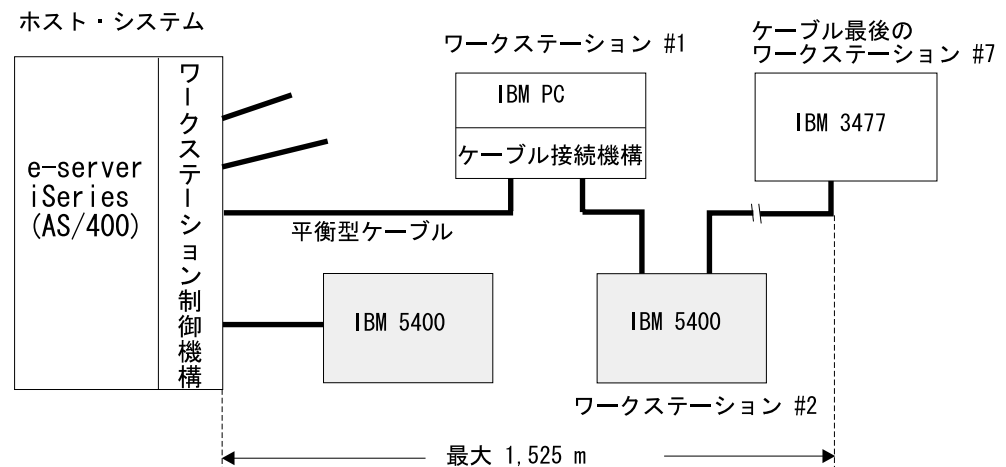 ホスト・システム
e-server
iSeries
(AS/400)
ワークステーション制御機構
ワークステーション #1
IBM PC
ケーブル接続機構
ケーブル最後の
ワークステーション #7
IBM 3477
平衡型ケーブル
IBM 5400
IBM 5400
ワークステーション #2
最大 1,525 m